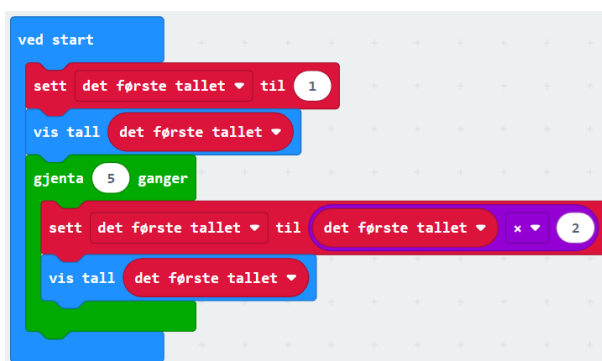 ved start
sett det første tallet til 1
vis tall det første tallet
gjenta 5 ganger
sett det første tallet til det første tallet × 2
vis tall det første tallet